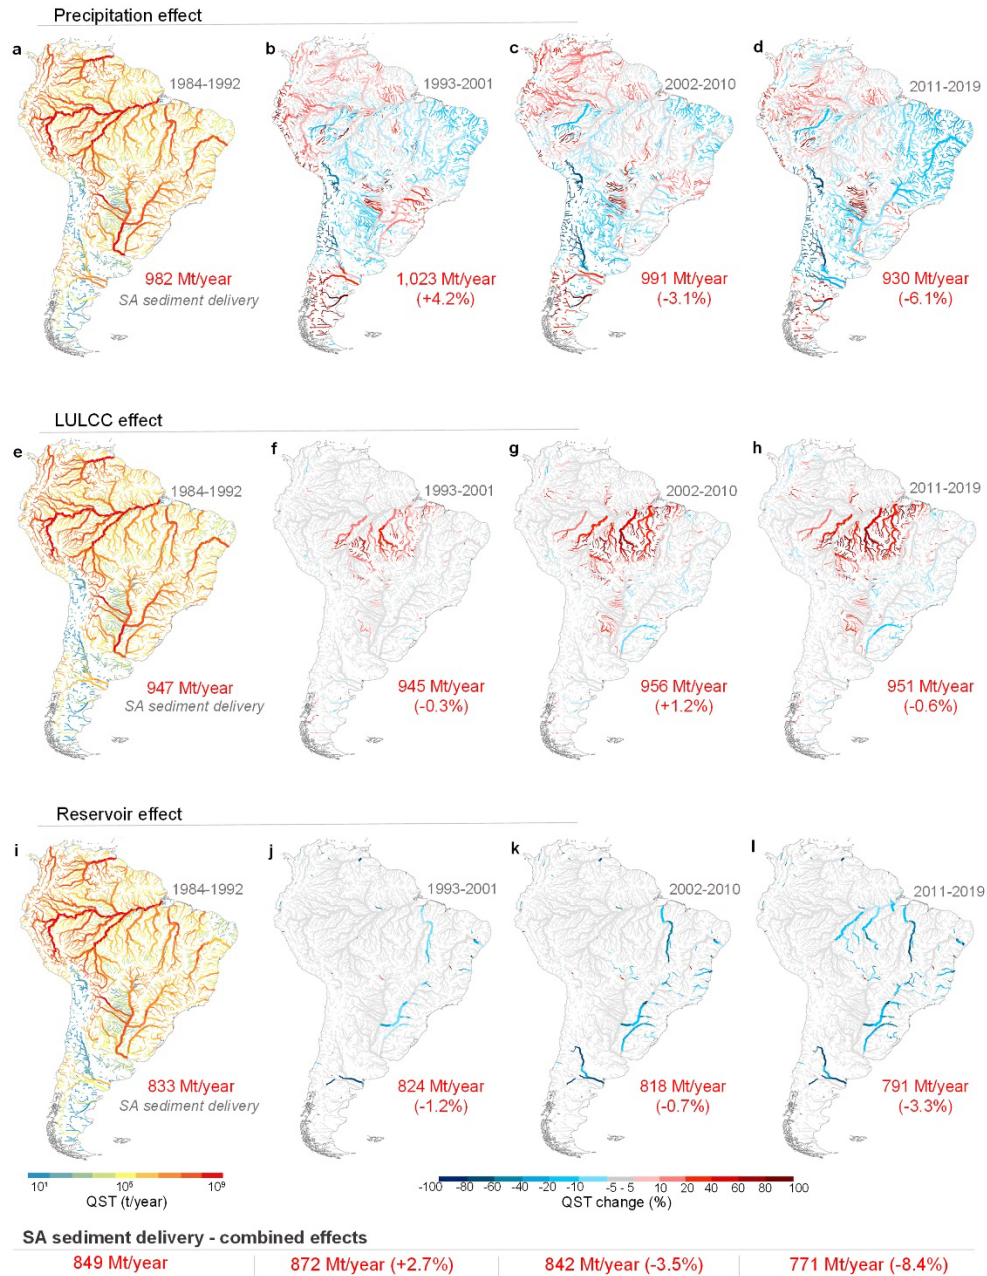 Precipitation effect
a
b
c
d
1984-1992
1993-2001
2002-2010
2011-2019
982 Mt/year
SA sediment delivery
1,023 Mt/year
(+4.2%)
991 Mt/year
(-3.1%)
930 Mt/year
(-6.1%)
LULCC effect
e
f
g
h
1984-1992
1993-2001
2002-2010
2011-2019
947 Mt/year
SA sediment delivery
945 Mt/year
(-0.3%)
956 Mt/year
(+1.2%)
951 Mt/year
(-0.6%)
Reservoir effect
i
j
k
l
1984-1992
1993-2001
2002-2010
2011-2019
833 Mt/year
SA sediment delivery
824 Mt/year
(-1.2%)
818 Mt/year
(-0.7%)
791 Mt/year
(-3.3%)
10¹ 10⁵ 10⁹
QST (t/year)
-100 -80 -60 -40 -20 -10 -5 - 5 10 20 40 60 80 100
QST change (%)
SA sediment delivery - combined effects
849 Mt/year 872 Mt/year (+2.7%) 842 Mt/year (-3.5%) 771 Mt/year (-8.4%)